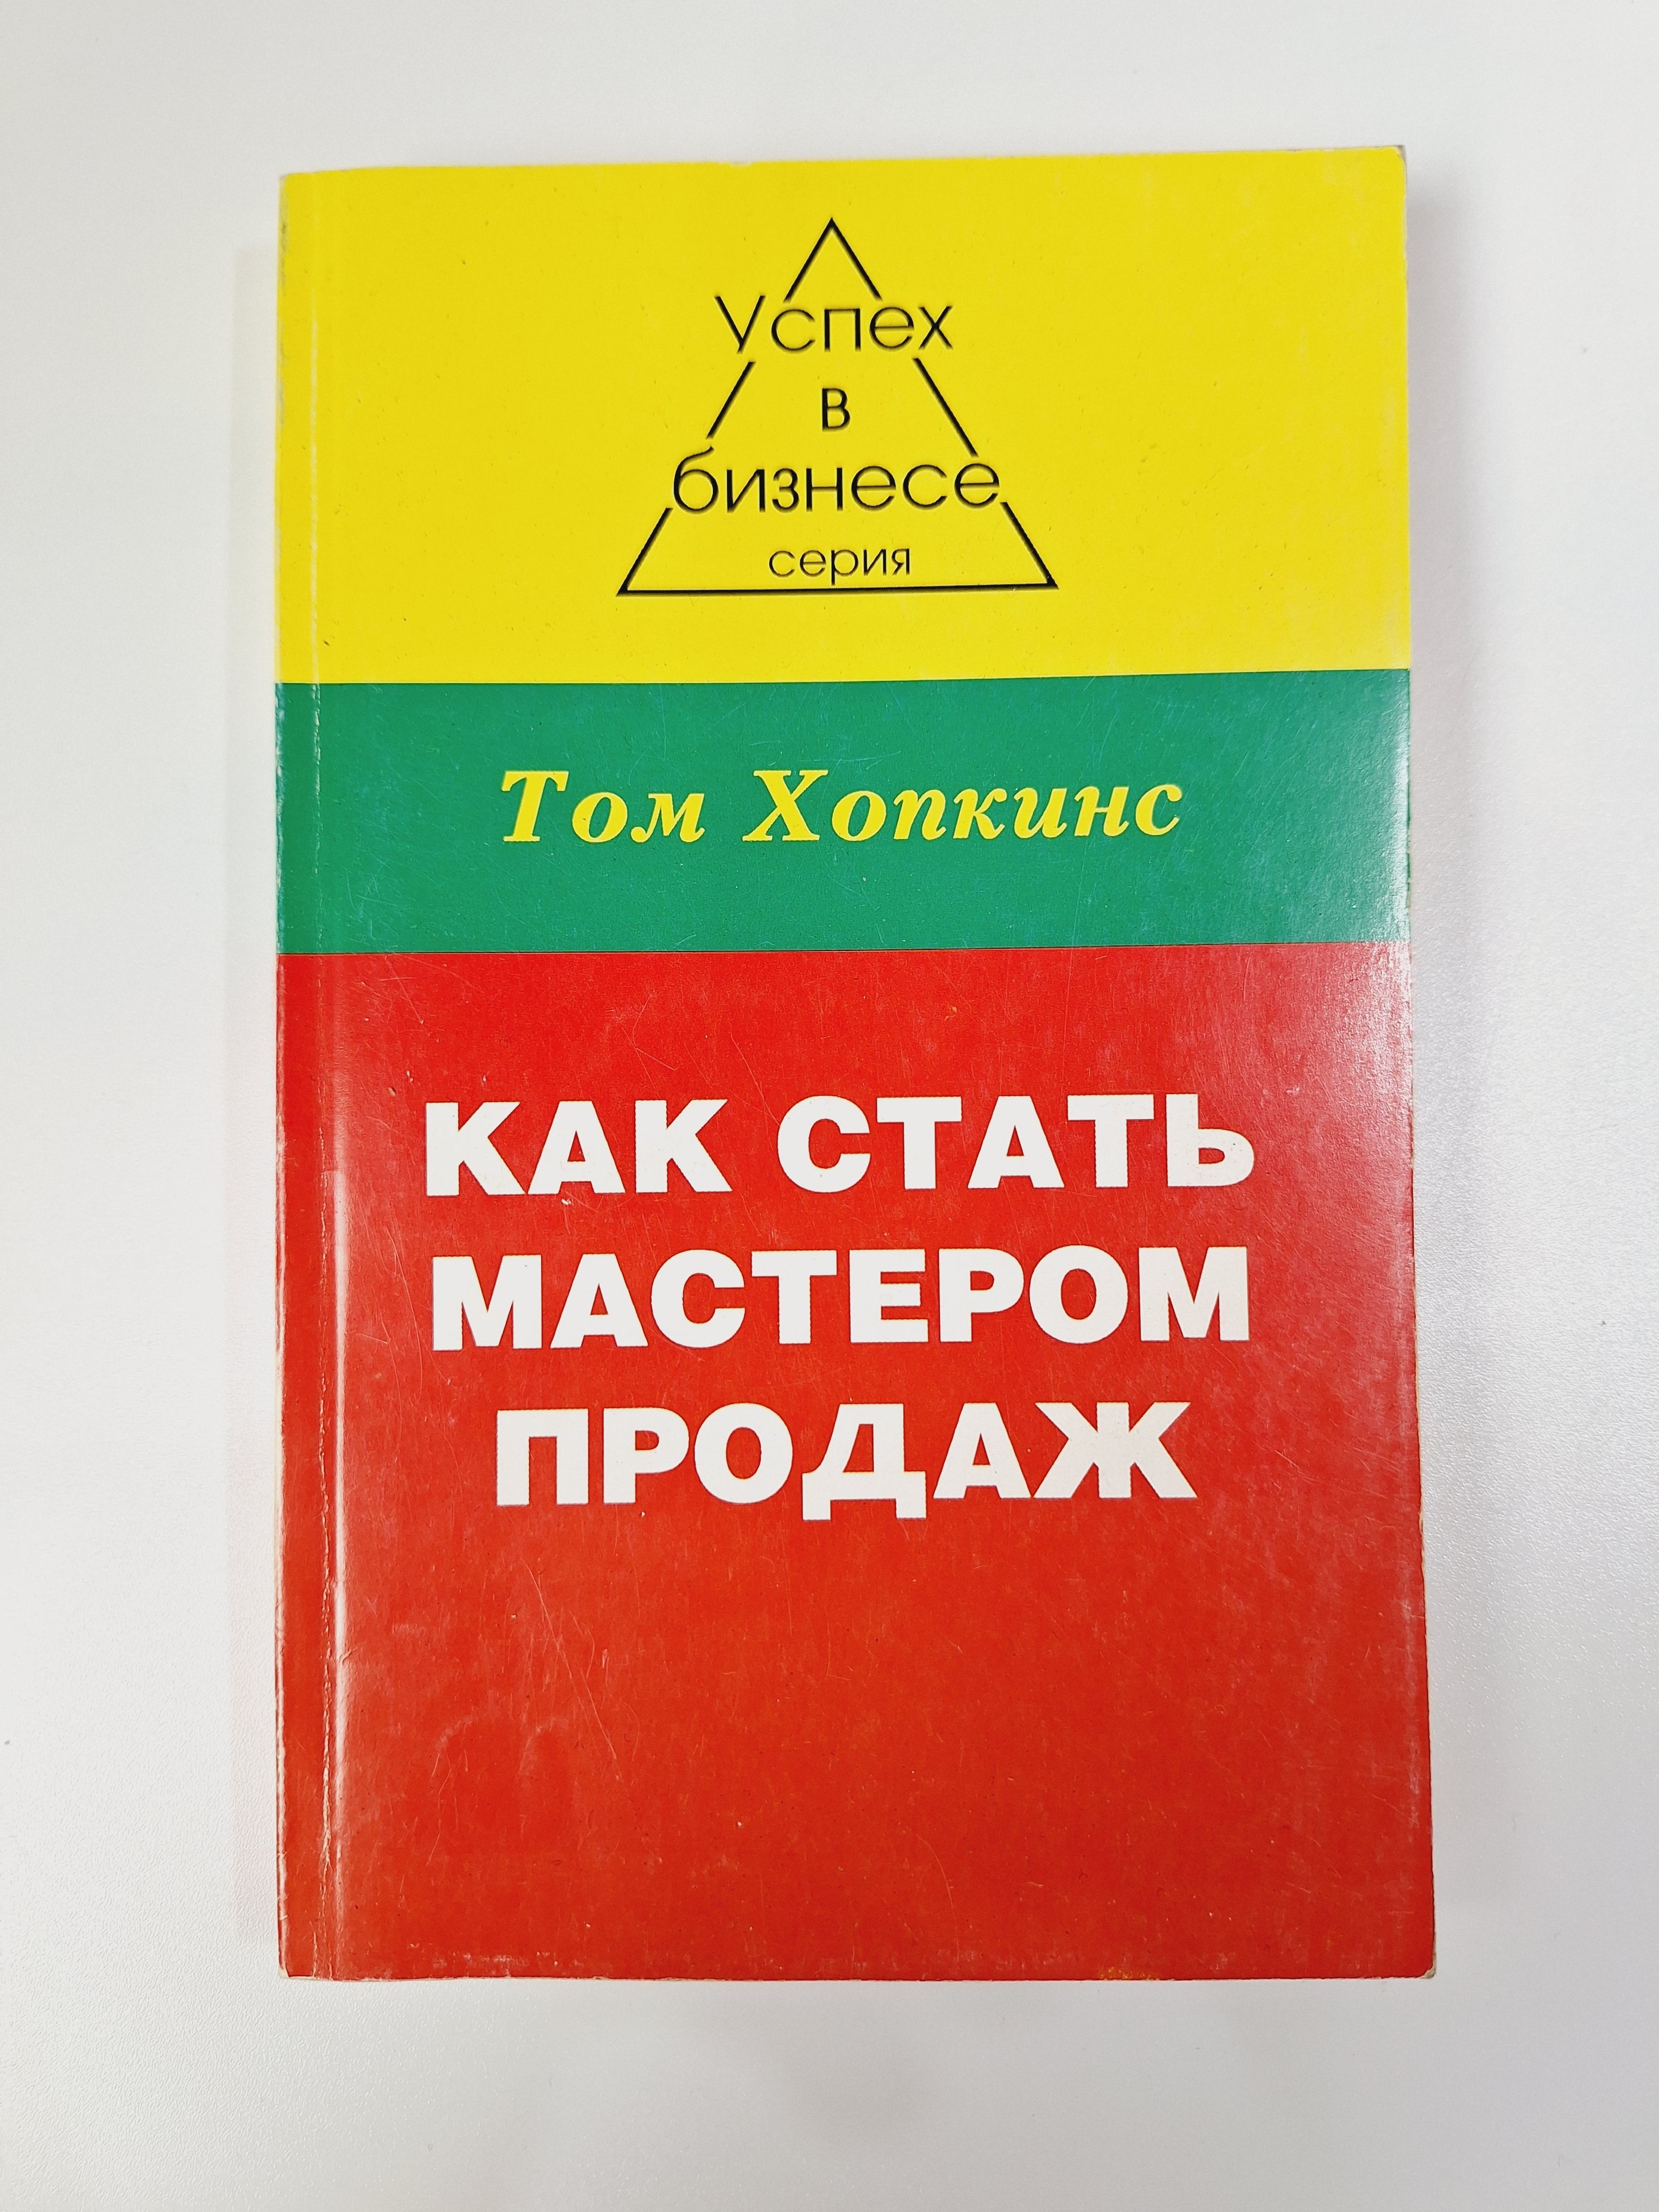 Успех
в
бизнесе
серия
Том Хопкинс
КАК СТАТЬ
МАСТЕРОМ
ПРОДАЖ